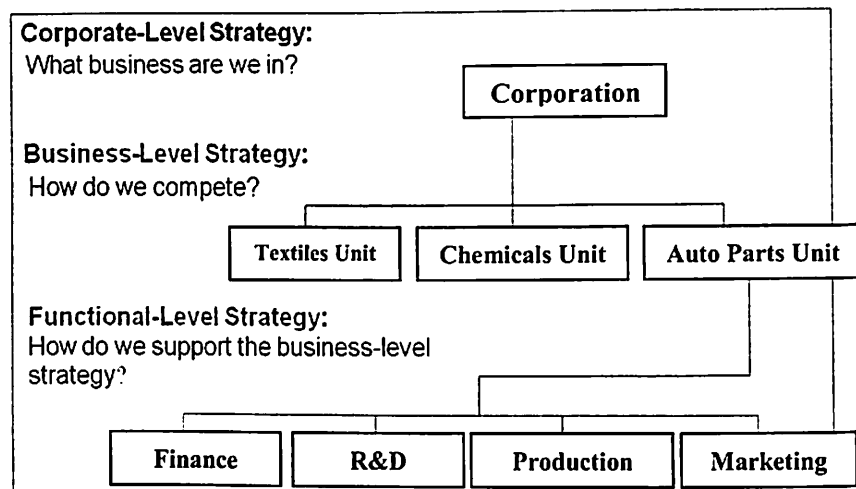 Corporate-Level Strategy:
What business are we in?
Corporation
Business-Level Strategy:
How do we compete?
Textiles Unit
Chemicals Unit
Auto Parts Unit
Functional-Level Strategy:
How do we support the business-level
strategy?
Finance
R&D
Production
Marketing